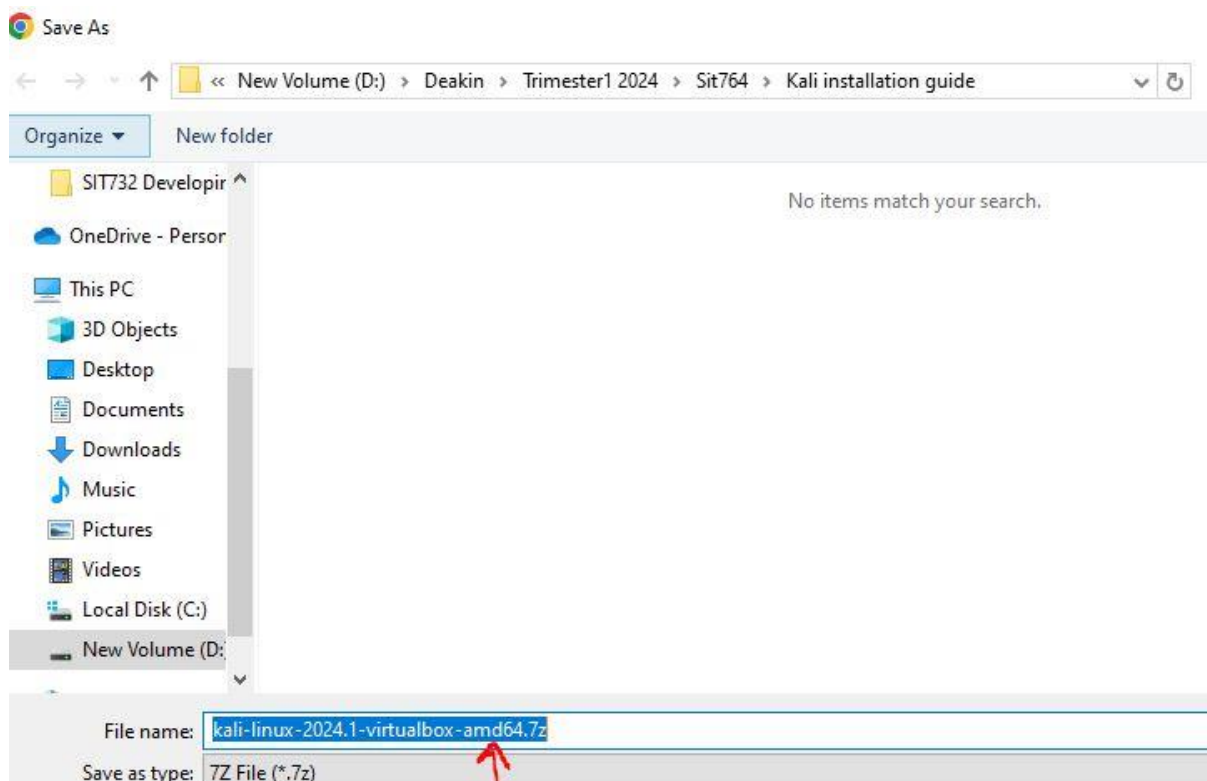 Save As
« New Volume (D:) > Deakin > Trimester1 2024 > Sit764 > Kali installation guide
Organize New folder
SIT732 Developir
No items match your search.
OneDrive - Person
This PC
3D Objects
Desktop
Documents
Downloads
Music
Pictures
Videos
Local Disk (C:)
New Volume (D:
File name: kali-linux-2024.1-virtualbox-amd64.7z
Save as type: 7Z File (*.7z)